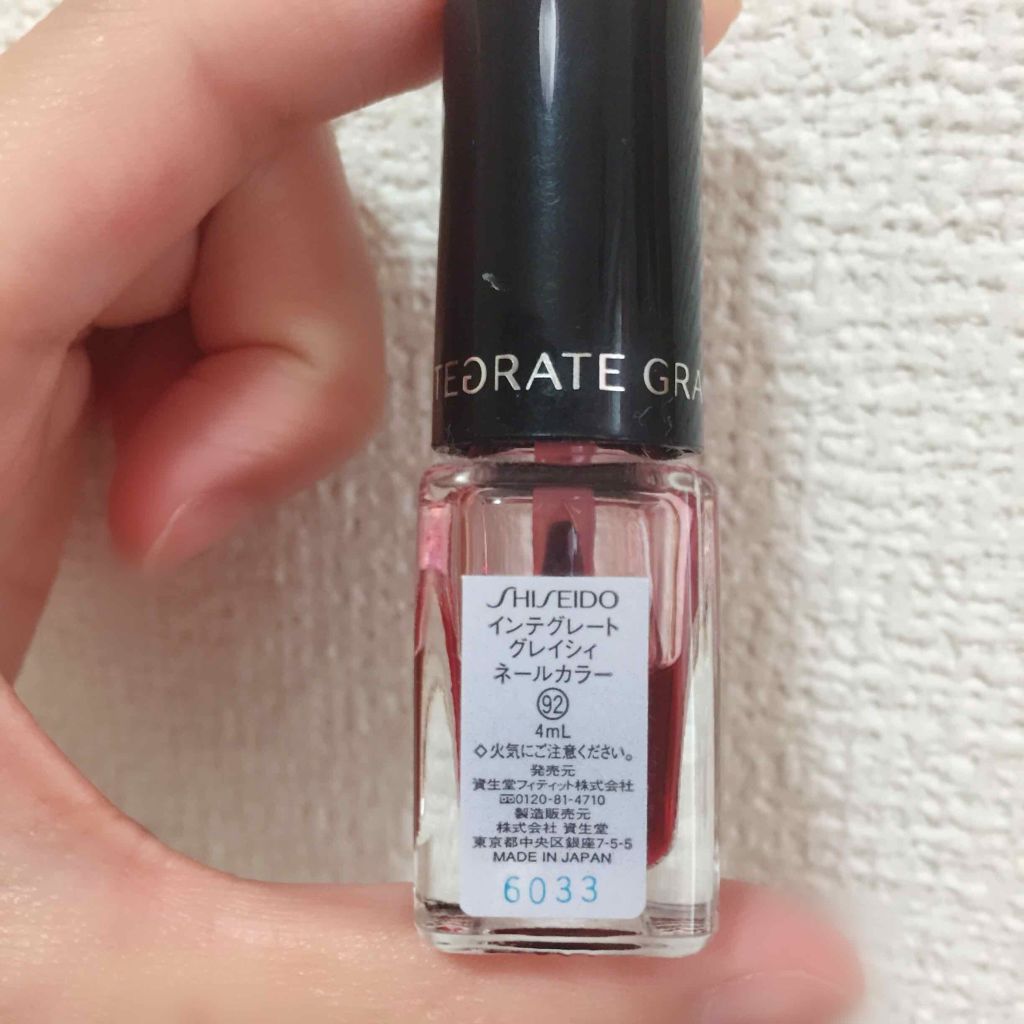 TEGRATE GRA
SHISEIDO
インテグレート
グレイシィ
ネールカラー
㊒
4mL
◇火気にご注意ください。
発売元
資生堂フィティット株式会社
0120-81-4710
製造販売元
株式会社 資生堂
東京都中央区銀座7-5-5
MADE IN JAPAN
6033